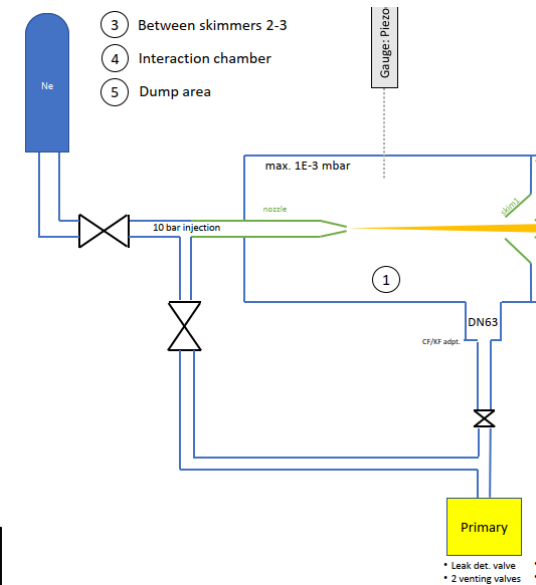 3 Between skimmers 2-3
4 Interaction chamber
5 Dump area
Ne
Gauge: Piezo
max. 1E-3 mbar
nozzle
skim1
10 bar injection
1
DN63
CF/KF adpt.
Primary
• Leak det. valve •
• 2 venting valves •